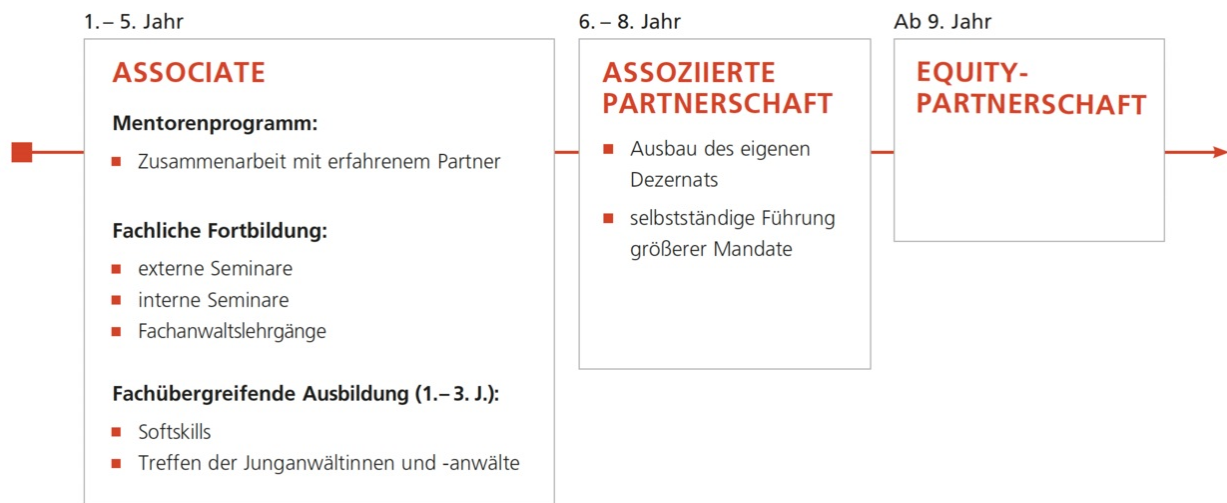 1. – 5. Jahr
ASSOCIATE
Mentorenprogramm:
Zusammenarbeit mit erfahrenem Partner
Fachliche Fortbildung:
externe Seminare
interne Seminare
Fachanwaltslehrgänge
Fachübergreifende Ausbildung (1.– 3. J.):
Softskills
Treffen der Junganwältinnen und -anwälte
6. – 8. Jahr
ASSOZIIERTE
PARTNERSCHAFT
Ausbau des eigenen
Dezernats
selbstständige Führung
größerer Mandate
Ab 9. Jahr
EQUITY-
PARTNERSCHAFT